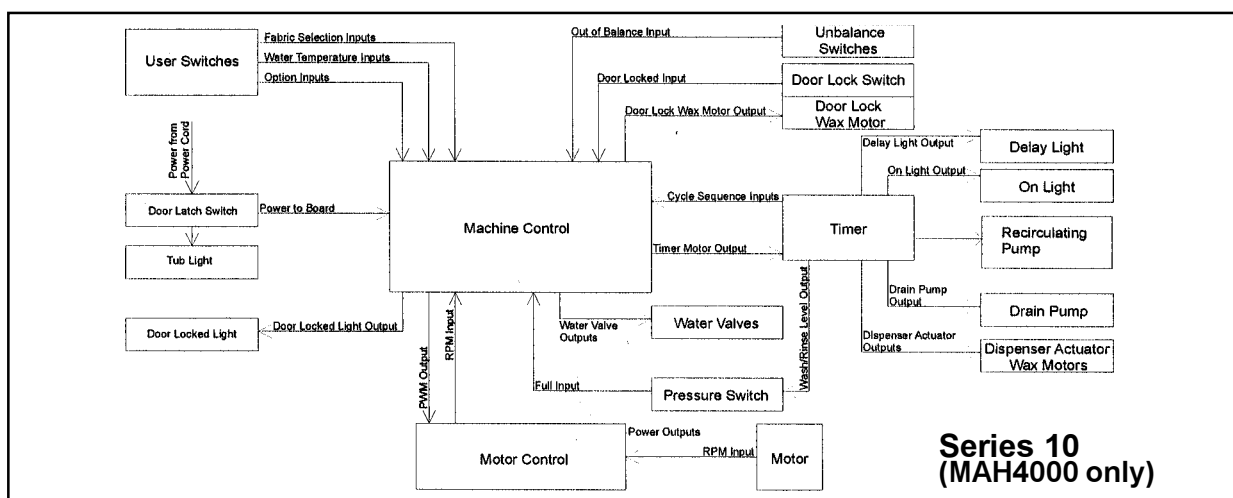 Fabric Selection Inputs
User Switches
Water Temperature Inputs
Option Inputs
Out of Balance Input
Unbalance
Switches
Door Locked Input
Door Lock Switch
Door Lock Wax Motor Output
Door Lock
Wax Motor
Power from
Power Cord
Door Latch Switch
Power to Board
Tub Light
Machine Control
Cycle Sequence Inputs
Timer Motor Output
Timer
Delay Light Output
Delay Light
On Light Output
On Light
Recirculating
Pump
Drain Pump
Output
Drain Pump
Dispenser Actuator
Outputs
Dispenser Actuator
Wax Motors
Door Locked Light
Door Locked Light Output
PWM Output
RPM Input
Water Valve
Outputs
Water Valves
Full Input
Pressure Switch
Wash/Rinse Level Output
Motor Control
Power Outputs
RPM Input
Motor
Series 10
(MAH4000 only)